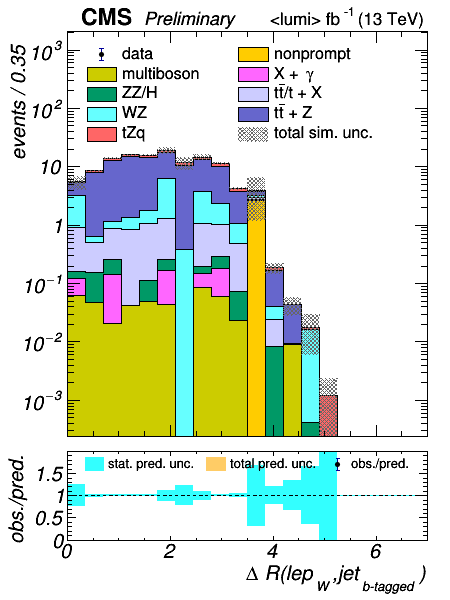 CMS Preliminary <lumi> fb⁻¹ (13 TeV)
events / 0.35
10³
10²
10
1
10⁻¹
10⁻²
10⁻³
data
multiboson
ZZ/H
WZ
tZq
nonprompt
X + γ
tt̄/t + X
tt̄ + Z
total sim. unc.
obs./pred.
1.5
1
0.5
0
stat. pred. unc. total pred. unc. obs./pred.
0 2 4 6
Δ R(lep_W, jet_b-tagged)